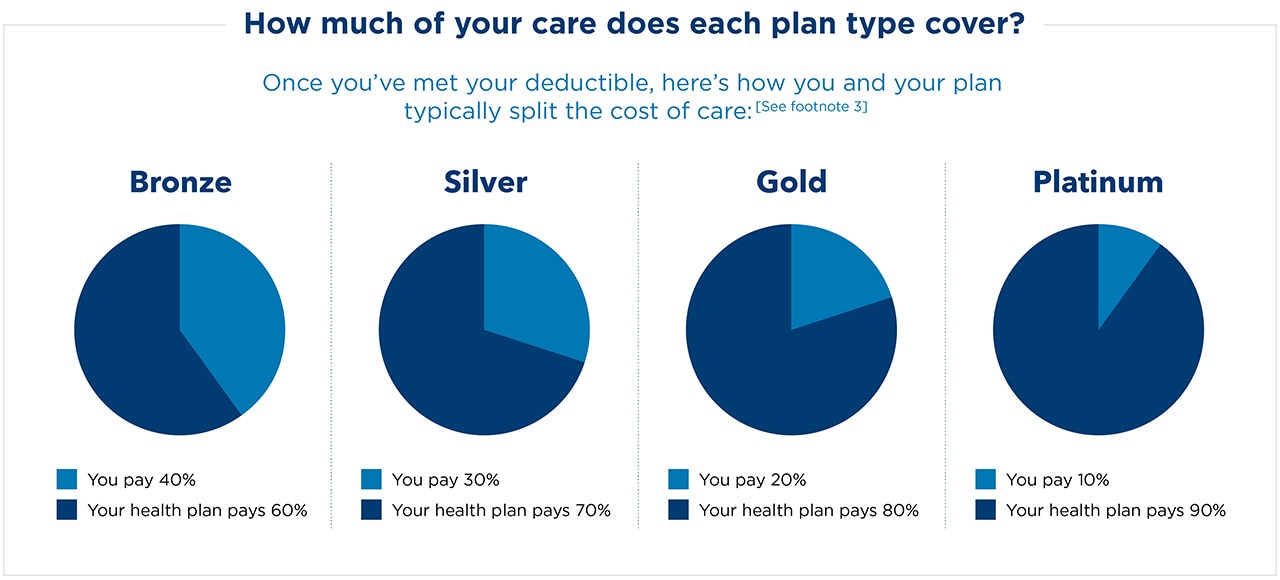 How much of your care does each plan type cover?
Once you’ve met your deductible, here’s how you and your plan
typically split the cost of care:[See footnote 3]
Bronze
You pay 40%
Your health plan pays 60%
Silver
You pay 30%
Your health plan pays 70%
Gold
You pay 20%
Your health plan pays 80%
Platinum
You pay 10%
Your health plan pays 90%